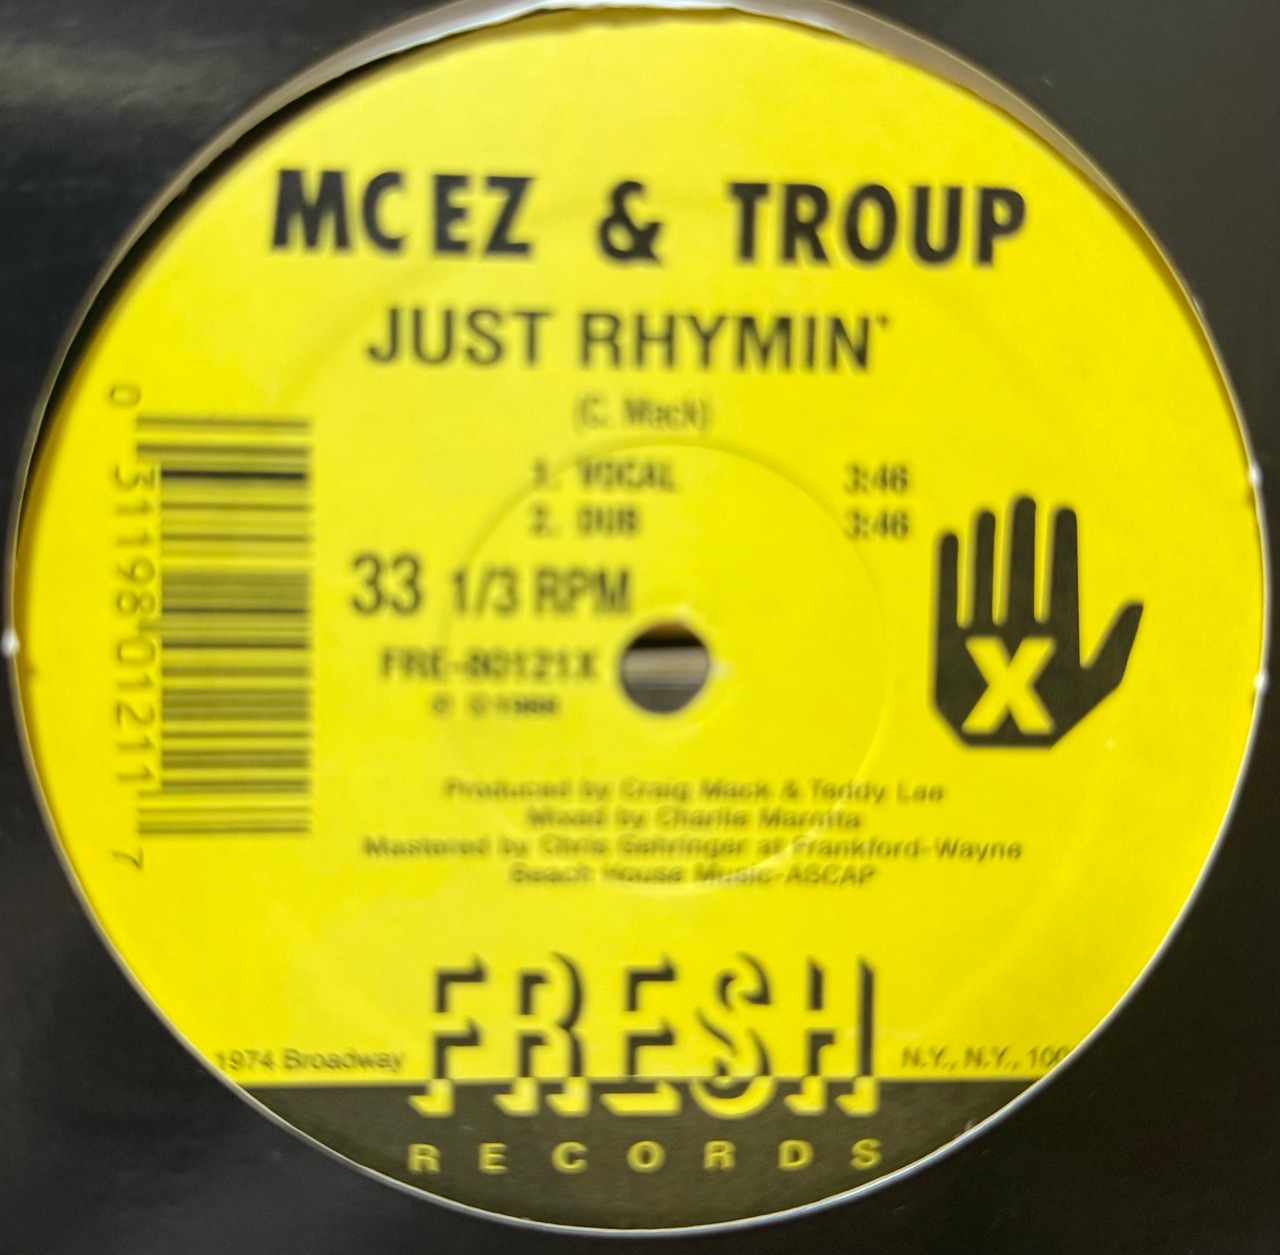 MC EZ & TROUP
JUST RHYMIN'
(C. Mack)
1. VOCAL 3:46
2. DUB 3:46
33 1/3 RPM
FRE-80121X
X
0 31198 01211 7
Produced by Craig Mack & Teddy Lee
Mixed by Charlie Marotta
Mastered by Chris Gehringer at Frankford-Wayne
Beach House Music-ASCAP
FRESH
1974 Broadway N.Y., N.Y., 100
RECORDS